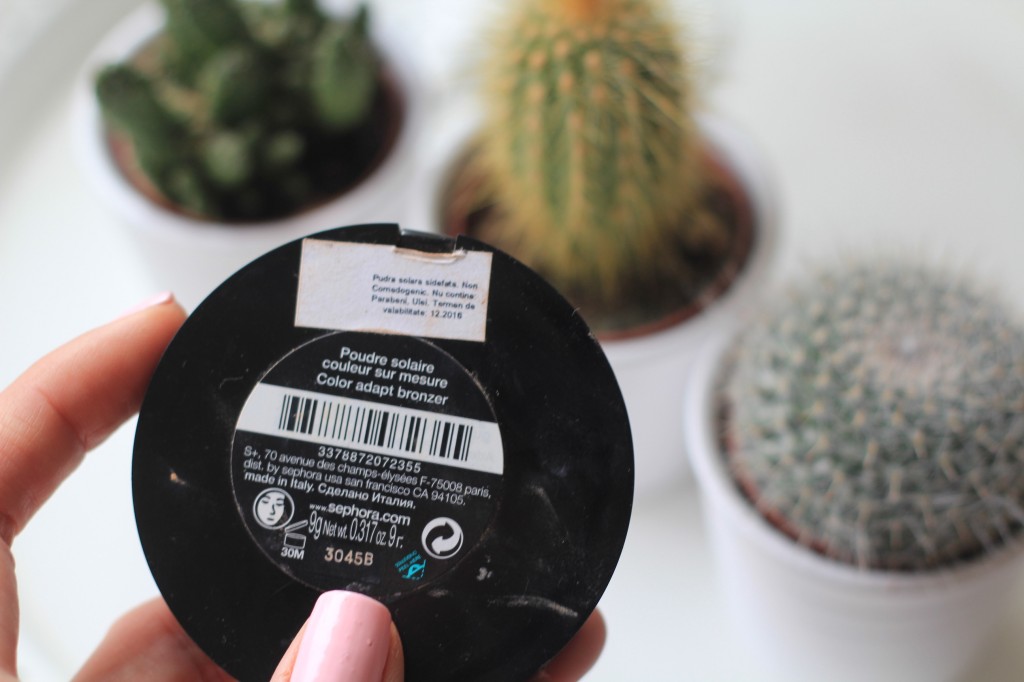 Pudra solara sidefata. Non
Comedogenic. Nu contine
Parabeni, Ulei. Termen de
valabilitate: 12.2016
Poudre solaire
couleur sur mesure
Color adapt bronzer
3378872072355
S+, 70 avenue des champs-élysées F-75008 paris,
dist. by sephora usa san francisco CA 94105.
made in Italy. Сделано Италия.
www.sephora.com
9g Net wt. 0.317 oz. 9 г.
30M
3045B